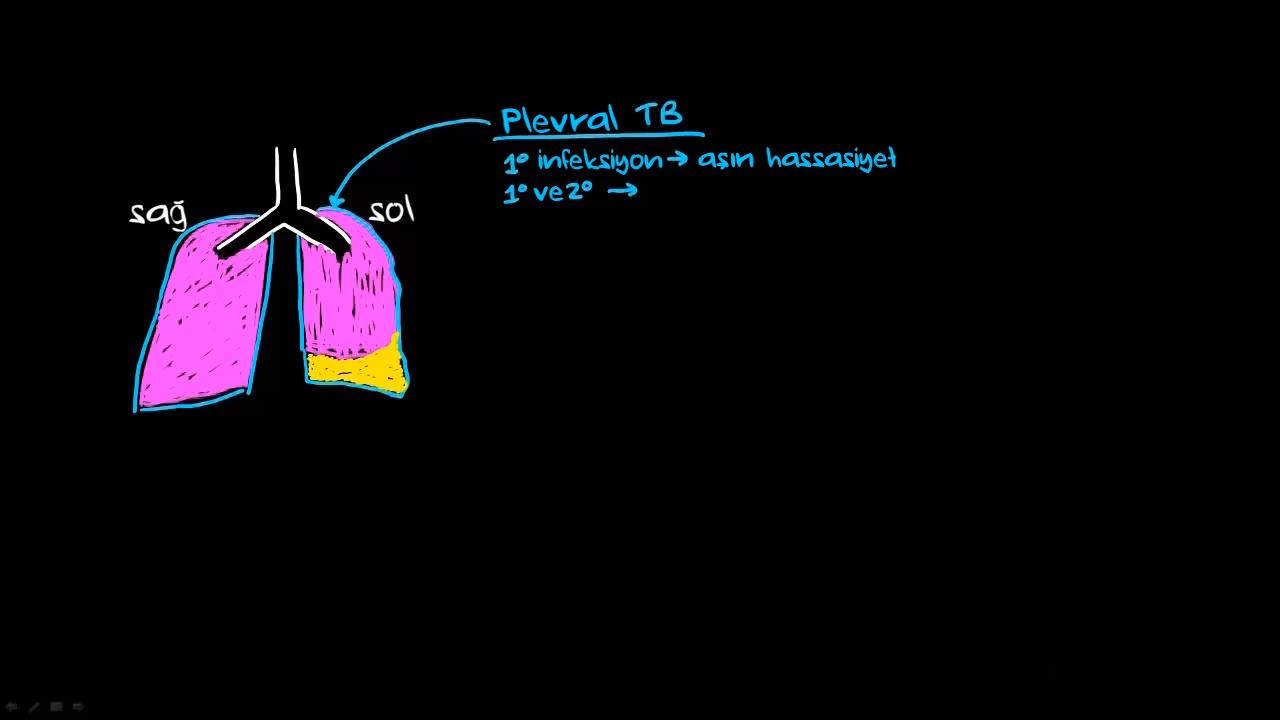 Plevral TB
1° infeksiyon → aşırı hassasiyet
1° ve 2° →
sağ
sol